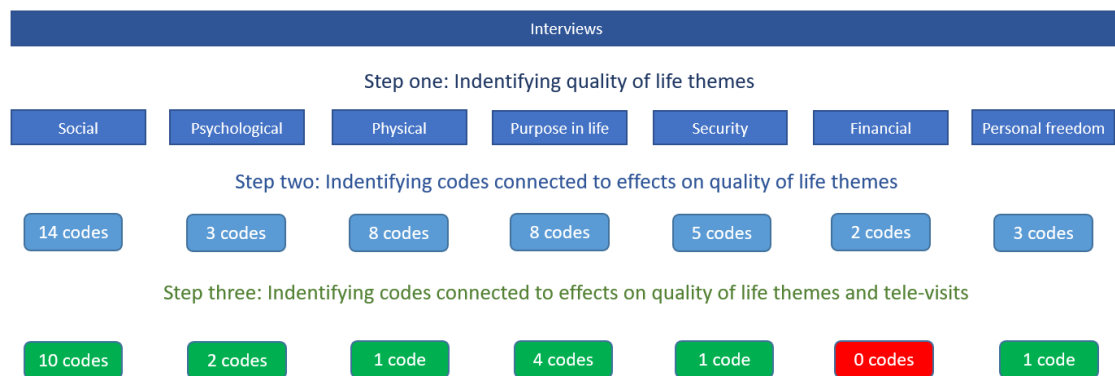 Interviews
Step one: Indentifying quality of life themes
Social Psychological Physical Purpose in life Security Financial Personal freedom
Step two: Indentifying codes connected to effects on quality of life themes
14 codes 3 codes 8 codes 8 codes 5 codes 2 codes 3 codes
Step three: Indentifying codes connected to effects on quality of life themes and tele-visits
10 codes 2 codes 1 code 4 codes 1 code 0 codes 1 code